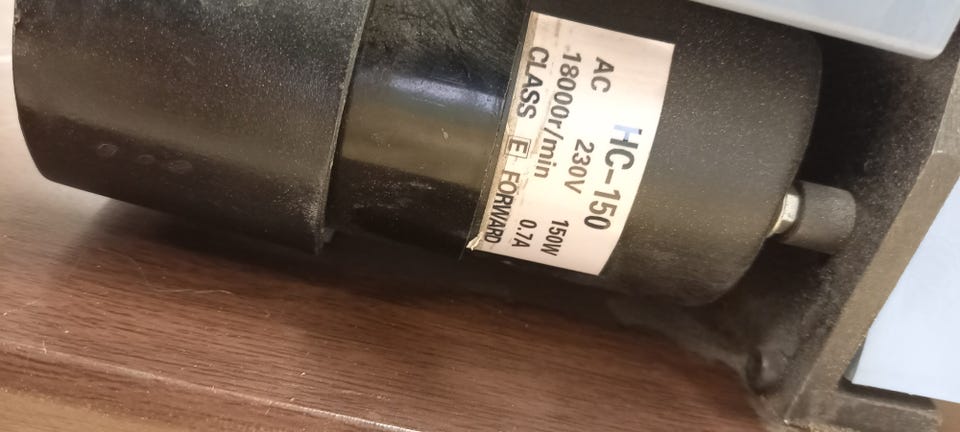 HC-150
AC 230V 150W
18000r/min 0.7A
CLASS E FORWARD